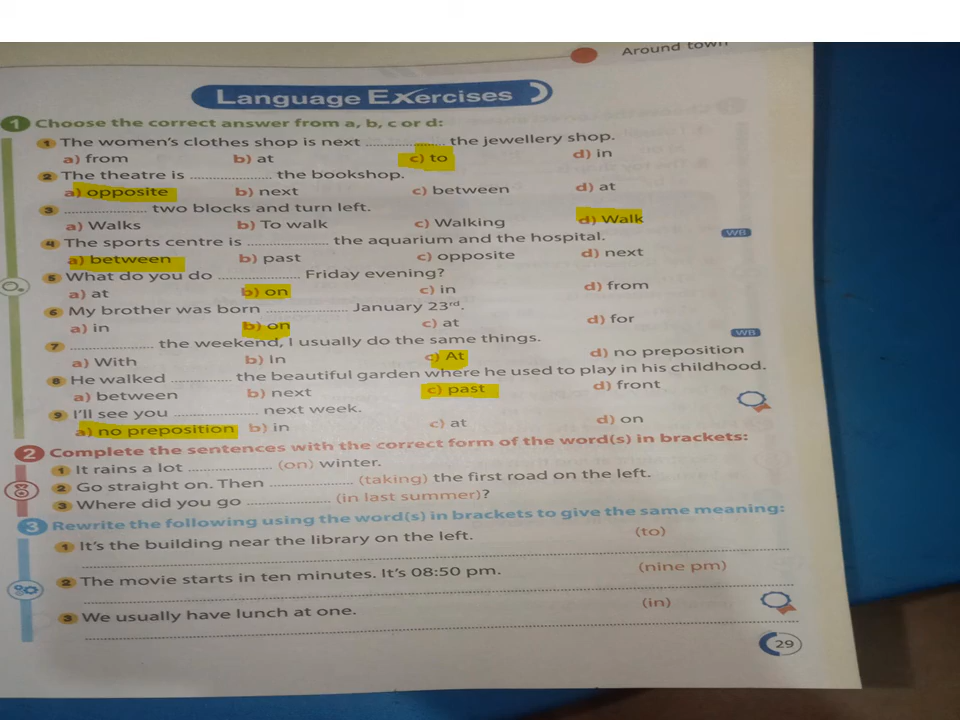 Around town
Language Exercises
1 Choose the correct answer from a, b, c or d:
1 The women's clothes shop is next .................... the jewellery shop.
a) from b) at c) to d) in
2 The theatre is .................... the bookshop.
a) opposite b) next c) between d) at
3 .................... two blocks and turn left.
a) Walks b) To walk c) Walking d) Walk
4 The sports centre is .................... the aquarium and the hospital. WB
a) between b) past c) opposite d) next
5 What do you do .................... Friday evening?
a) at b) on c) in d) from
6 My brother was born .................... January 23rd.
a) in b) on c) at d) for
7 .................... the weekend, I usually do the same things. WB
a) With b) In c) At d) no preposition
8 He walked ............... the beautiful garden where he used to play in his childhood.
a) between b) next c) past d) front
9 I'll see you .................... next week.
a) no preposition b) in c) at d) on
2 Complete the sentences with the correct form of the word(s) in brackets:
1 It rains a lot .................... (on) winter.
2 Go straight on. Then .................... (taking) the first road on the left.
3 Where did you go .................... (in last summer)?
3 Rewrite the following using the word(s) in brackets to give the same meaning:
1 It's the building near the library on the left. (to)
2 The movie starts in ten minutes. It's 08:50 pm. (nine pm)
3 We usually have lunch at one. (in)
29